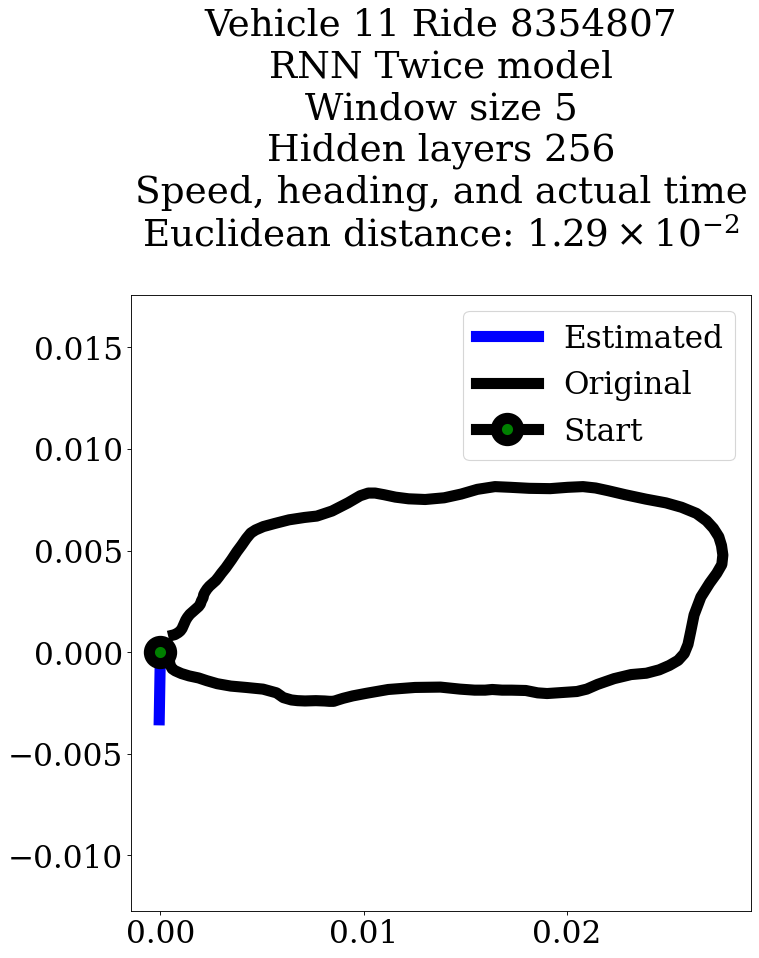 Vehicle 11 Ride 8354807
RNN Twice model
Window size 5
Hidden layers 256
Speed, heading, and actual time
Euclidean distance: 1.29 × 10⁻²
Estimated
Original
Start
0.015
0.010
0.005
0.000
−0.005
−0.010
0.00 0.01 0.02